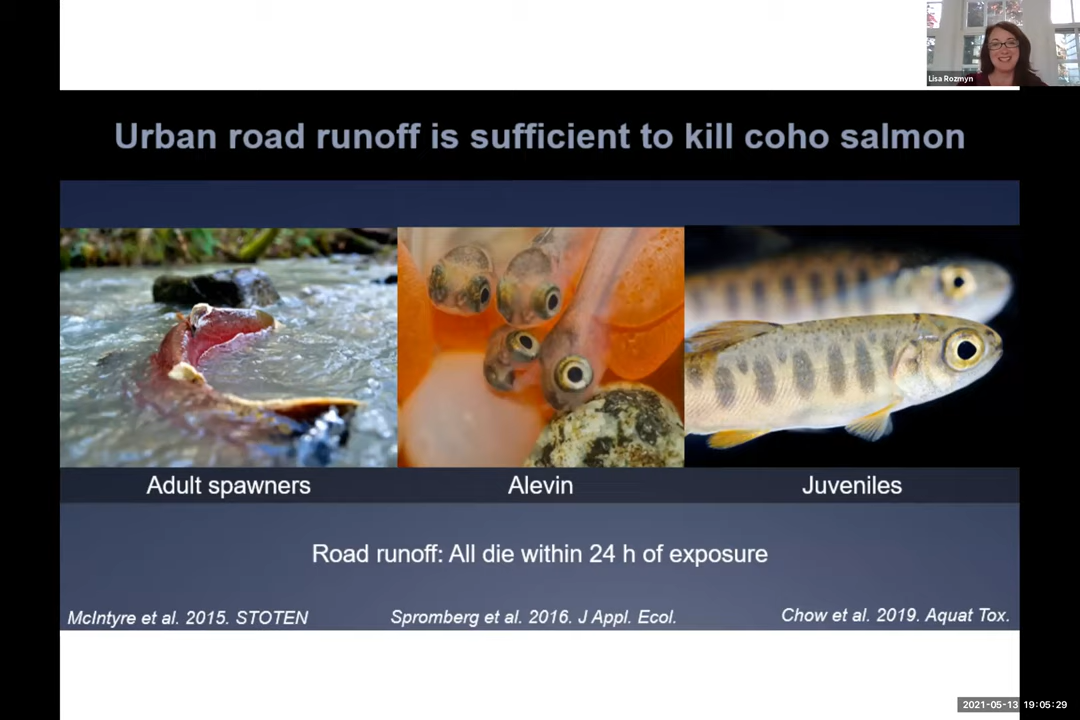 Lisa Rozmyn
Urban road runoff is sufficient to kill coho salmon
Adult spawners
Alevin
Juveniles
Road runoff: All die within 24 h of exposure
McIntyre et al. 2015. STOTEN
Spromberg et al. 2016. J Appl. Ecol.
Chow et al. 2019. Aquat Tox.
2021-05-13 19:05:29